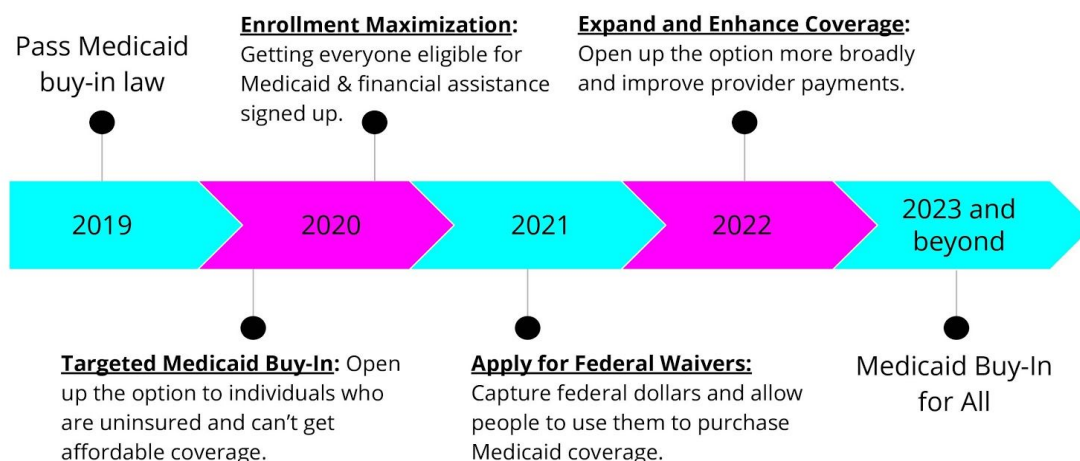 Pass Medicaid
buy-in law
Enrollment Maximization:
Getting everyone eligible for
Medicaid & financial assistance
signed up.
Expand and Enhance Coverage:
Open up the option more broadly
and improve provider payments.
2019
2020
2021
2022
2023 and
beyond
Targeted Medicaid Buy-In: Open
up the option to individuals who
are uninsured and can’t get
affordable coverage.
Apply for Federal Waivers:
Capture federal dollars and allow
people to use them to purchase
Medicaid coverage.
Medicaid Buy-In
for All